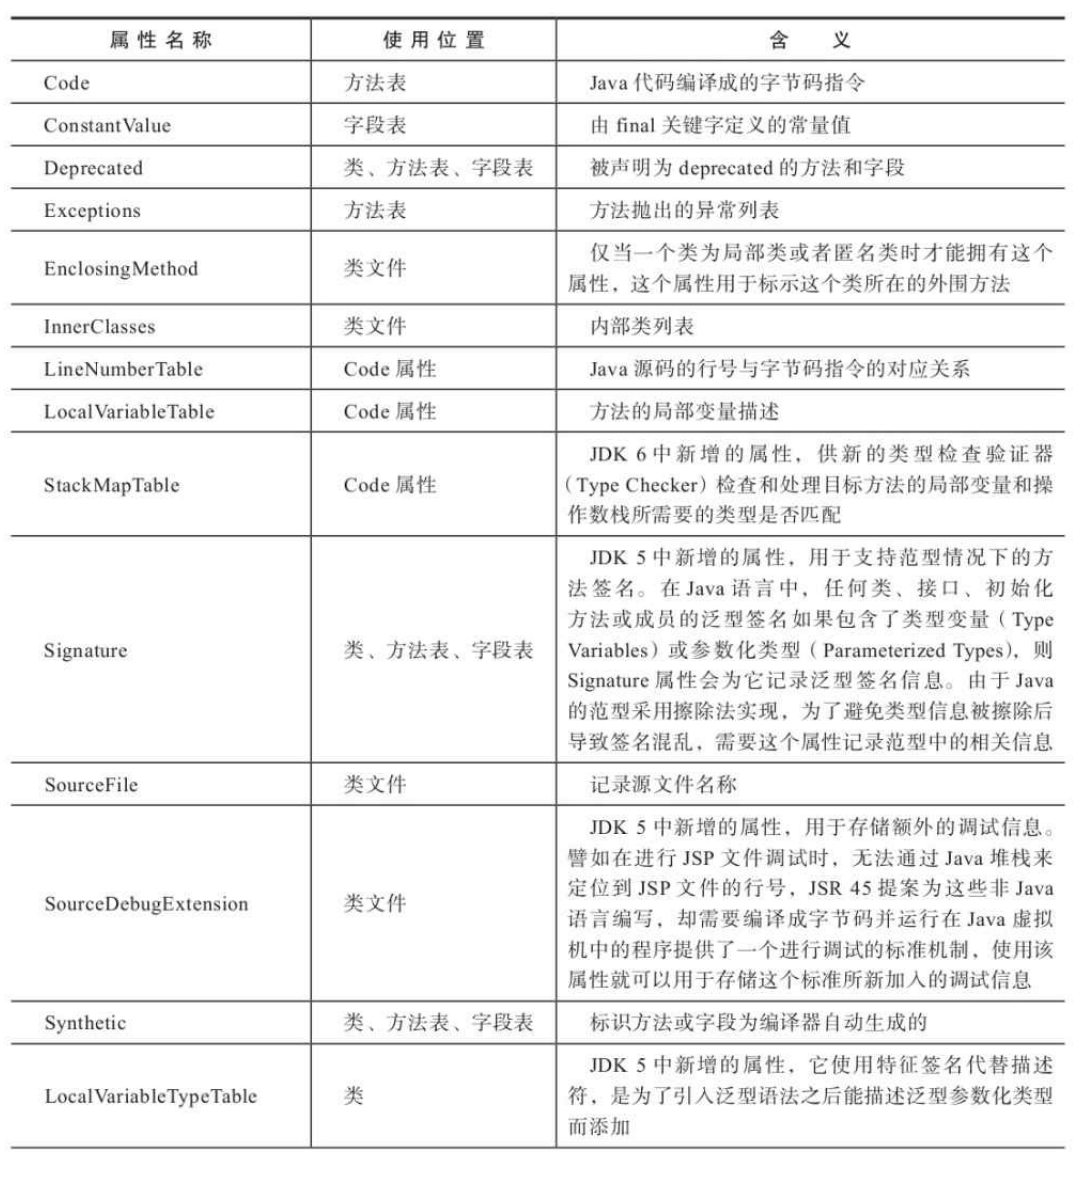 属性名称 使用位置 含 义
Code 方法表 Java 代码编译成的字节码指令
ConstantValue 字段表 由 final 关键字定义的常量值
Deprecated 类、方法表、字段表 被声明为 deprecated 的方法和字段
Exceptions 方法表 方法抛出的异常列表
EnclosingMethod 类文件 仅当一个类为局部类或者匿名类时才能拥有这个
属性，这个属性用于标示这个类所在的外围方法
InnerClasses 类文件 内部类列表
LineNumberTable Code 属性 Java 源码的行号与字节码指令的对应关系
LocalVariableTable Code 属性 方法的局部变量描述
StackMapTable Code 属性 JDK 6 中新增的属性，供新的类型检查验证器
（Type Checker）检查和处理目标方法的局部变量和操
作数栈所需要的类型是否匹配
Signature 类、方法表、字段表 JDK 5 中新增的属性，用于支持范型情况下的方
法签名。在 Java 语言中，任何类、接口、初始化
方法或成员的泛型签名如果包含了类型变量（Type
Variables）或参数化类型（Parameterized Types），则
Signature 属性会为它记录泛型签名信息。由于 Java
的范型采用擦除法实现，为了避免类型信息被擦除后
导致签名混乱，需要这个属性记录范型中的相关信息
SourceFile 类文件 记录源文件名称
SourceDebugExtension 类文件 JDK 5 中新增的属性，用于存储额外的调试信息。
譬如在进行 JSP 文件调试时，无法通过 Java 堆栈来
定位到 JSP 文件的行号，JSR 45 提案为这些非 Java
语言编写，却需要编译成字节码并运行在 Java 虚拟
机中的程序提供了一个进行调试的标准机制，使用该
属性就可以用于存储这个标准所新加入的调试信息
Synthetic 类、方法表、字段表 标识方法或字段为编译器自动生成的
LocalVariableTypeTable 类 JDK 5 中新增的属性，它使用特征签名代替描述
符，是为了引入泛型语法之后能描述泛型参数化类型
而添加